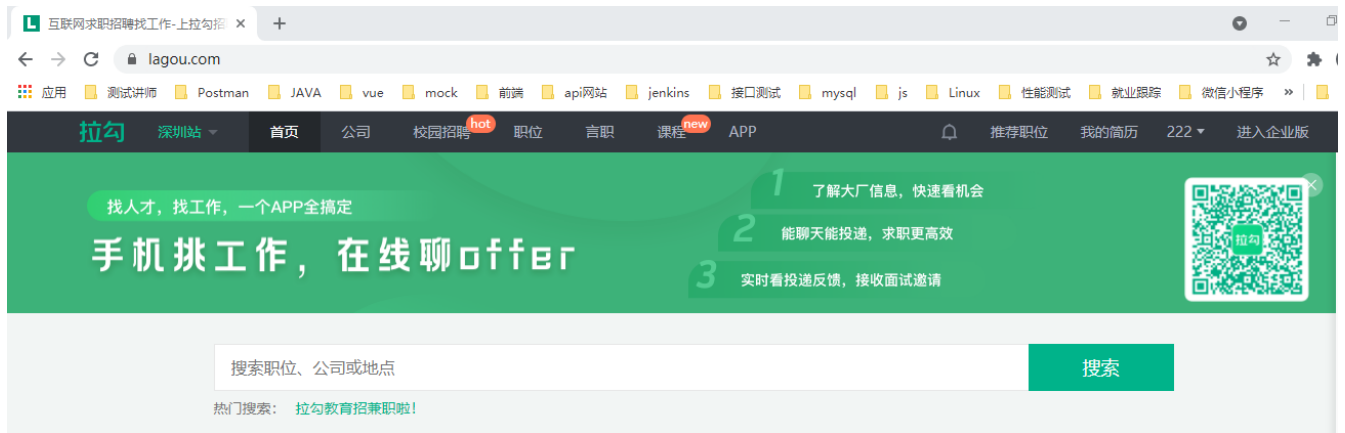 互联网求职招聘找工作-上拉勾招
lagou.com
应用 测试讲师 Postman JAVA vue mock 前端 api网站 jenkins 接口测试 mysql js Linux 性能测试 就业跟踪 微信小程序 »
拉勾 深圳站 首页 公司 校园招聘 hot 职位 言职 课程 new APP 推荐职位 我的简历 222 进入企业版
找人才，找工作，一个APP全搞定
手机挑工作，在线聊offer
1 了解大厂信息，快速看机会
2 能聊天能投递，求职更高效
3 实时看投递反馈，接收面试邀请
拉勾
搜索职位、公司或地点 搜索
热门搜索： 拉勾教育招兼职啦！